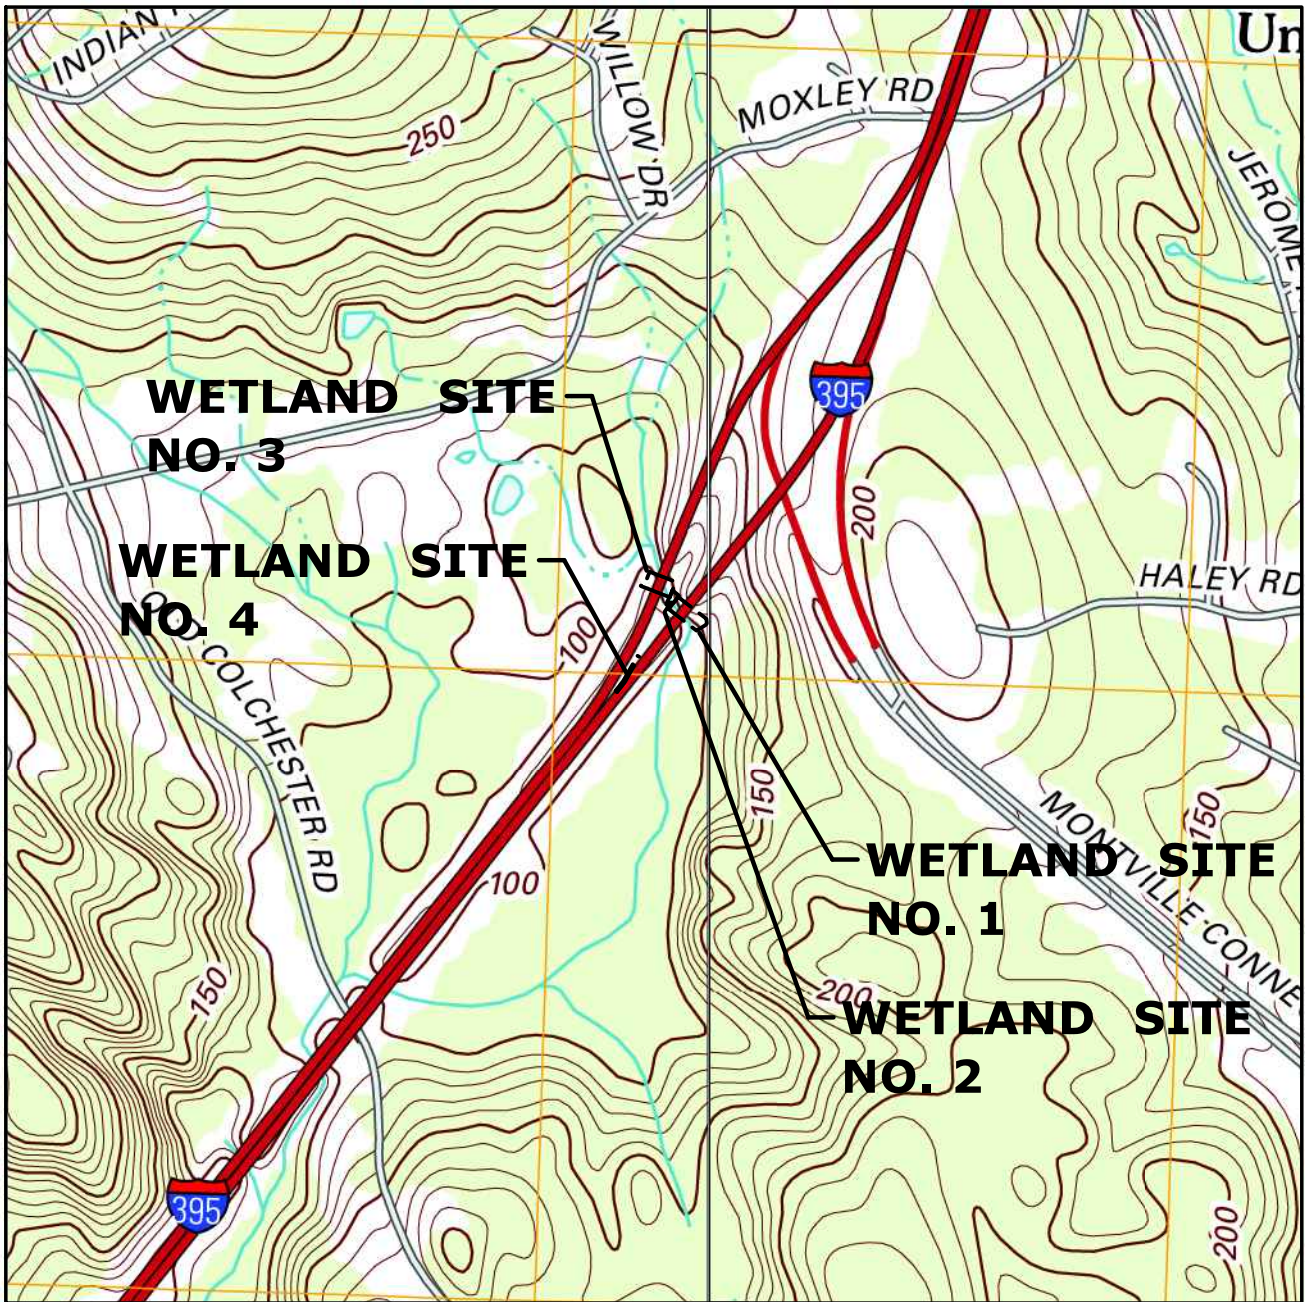 INDIAN
WILLOW DR
Un
MOXLEY RD
250
JEROME
395
WETLAND SITE
NO. 3
200
WETLAND SITE
NO. 4
HALEY RD
OLD COLCHESTER RD
100
150
MONTVILLE CONNE
150
WETLAND SITE
NO. 1
100
150
200
WETLAND SITE
NO. 2
395
200